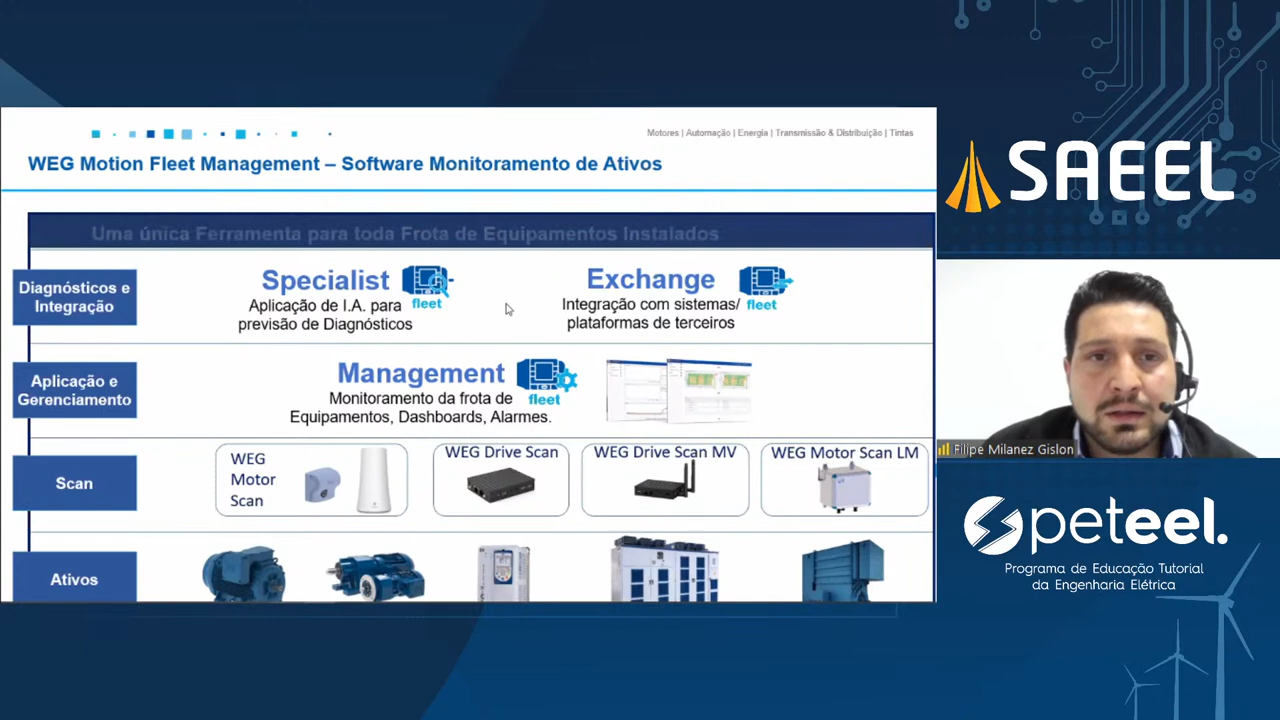 Motores | Automação | Energia | Transmissão & Distribuição | Tintas
WEG Motion Fleet Management – Software Monitoramento de Ativos
Uma única Ferramenta para toda Frota de Equipamentos Instalados
Diagnósticos e
Integração
Specialist
fleet
Aplicação de I.A. para
previsão de Diagnósticos
Exchange
fleet
Integração com sistemas/
plataformas de terceiros
Aplicação e
Gerenciamento
Management
fleet
Monitoramento da frota de
Equipamentos, Dashboards, Alarmes.
Scan
WEG
Motor
Scan
WEG Drive Scan
WEG Drive Scan MV
WEG Motor Scan LM
Ativos
SAEEL
Filipe Milanez Gislon
peteel.
Programa de Educação Tutorial
da Engenharia Elétrica